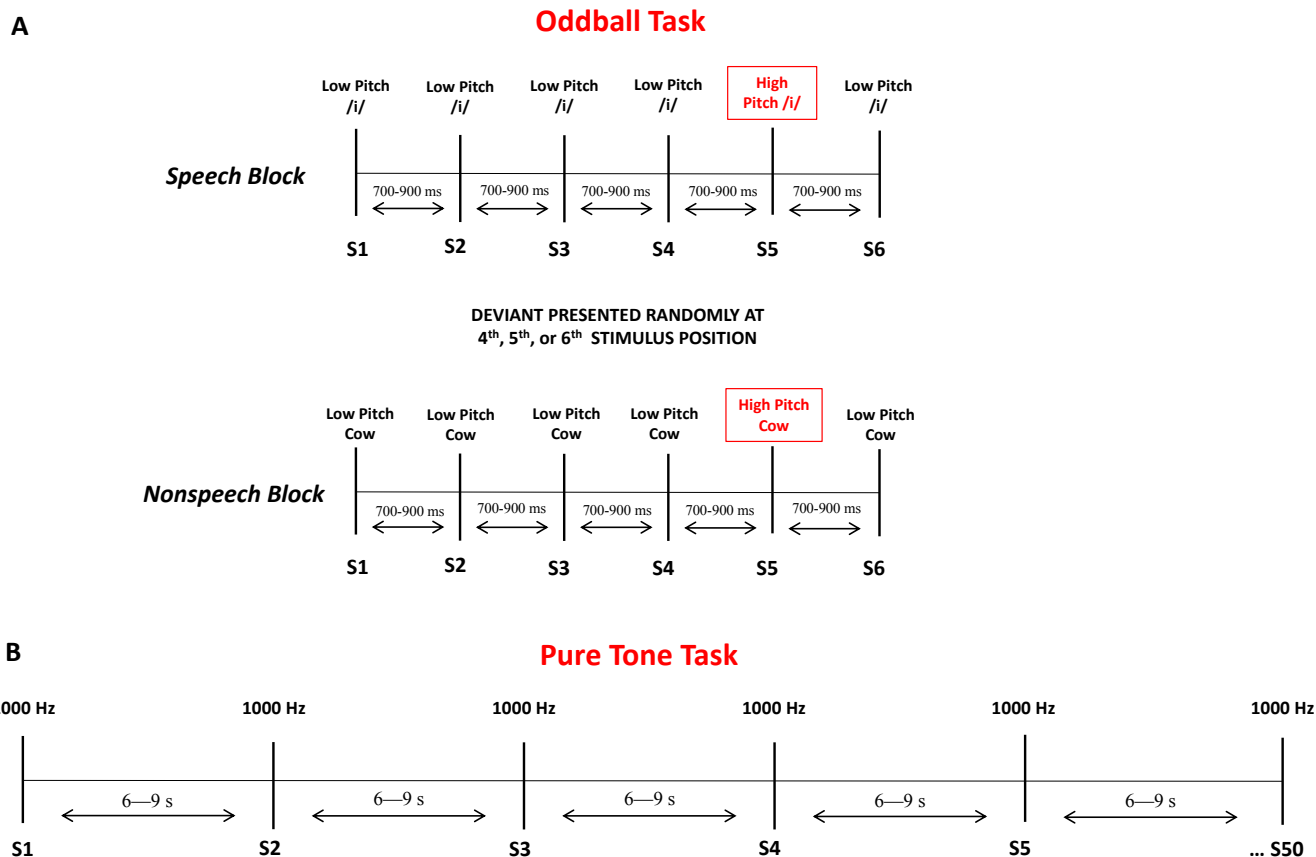 A
Oddball Task
Low Pitch
/i/
Low Pitch
/i/
Low Pitch
/i/
Low Pitch
/i/
High
Pitch /i/
Low Pitch
/i/
Speech Block
700-900 ms
700-900 ms
700-900 ms
700-900 ms
700-900 ms
S1
S2
S3
S4
S5
S6
DEVIANT PRESENTED RANDOMLY AT
4th, 5th, or 6th STIMULUS POSITION
Low Pitch
Cow
Low Pitch
Cow
Low Pitch
Cow
Low Pitch
Cow
High Pitch
Cow
Low Pitch
Cow
Nonspeech Block
700-900 ms
700-900 ms
700-900 ms
700-900 ms
700-900 ms
S1
S2
S3
S4
S5
S6
B
Pure Tone Task
000 Hz
1000 Hz
1000 Hz
1000 Hz
1000 Hz
1000 Hz
6—9 s
6—9 s
6—9 s
6—9 s
6—9 s
S1
S2
S3
S4
S5
... S50